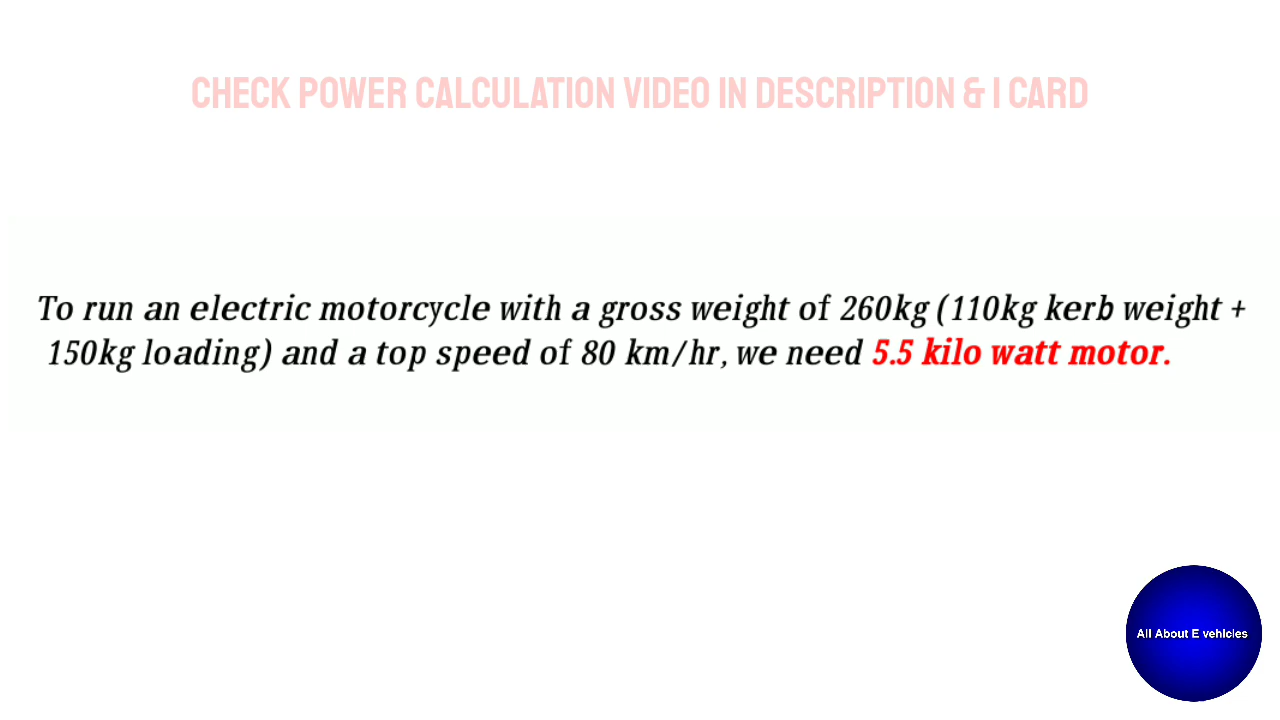 CHECK POWER CALCULATION VIDEO IN DESCRIPTION & I CARD
To run an electric motorcycle with a gross weight of 260kg (110kg kerb weight +
150kg loading) and a top speed of 80 km/hr, we need 5.5 kilo watt motor.
All About E vehicles